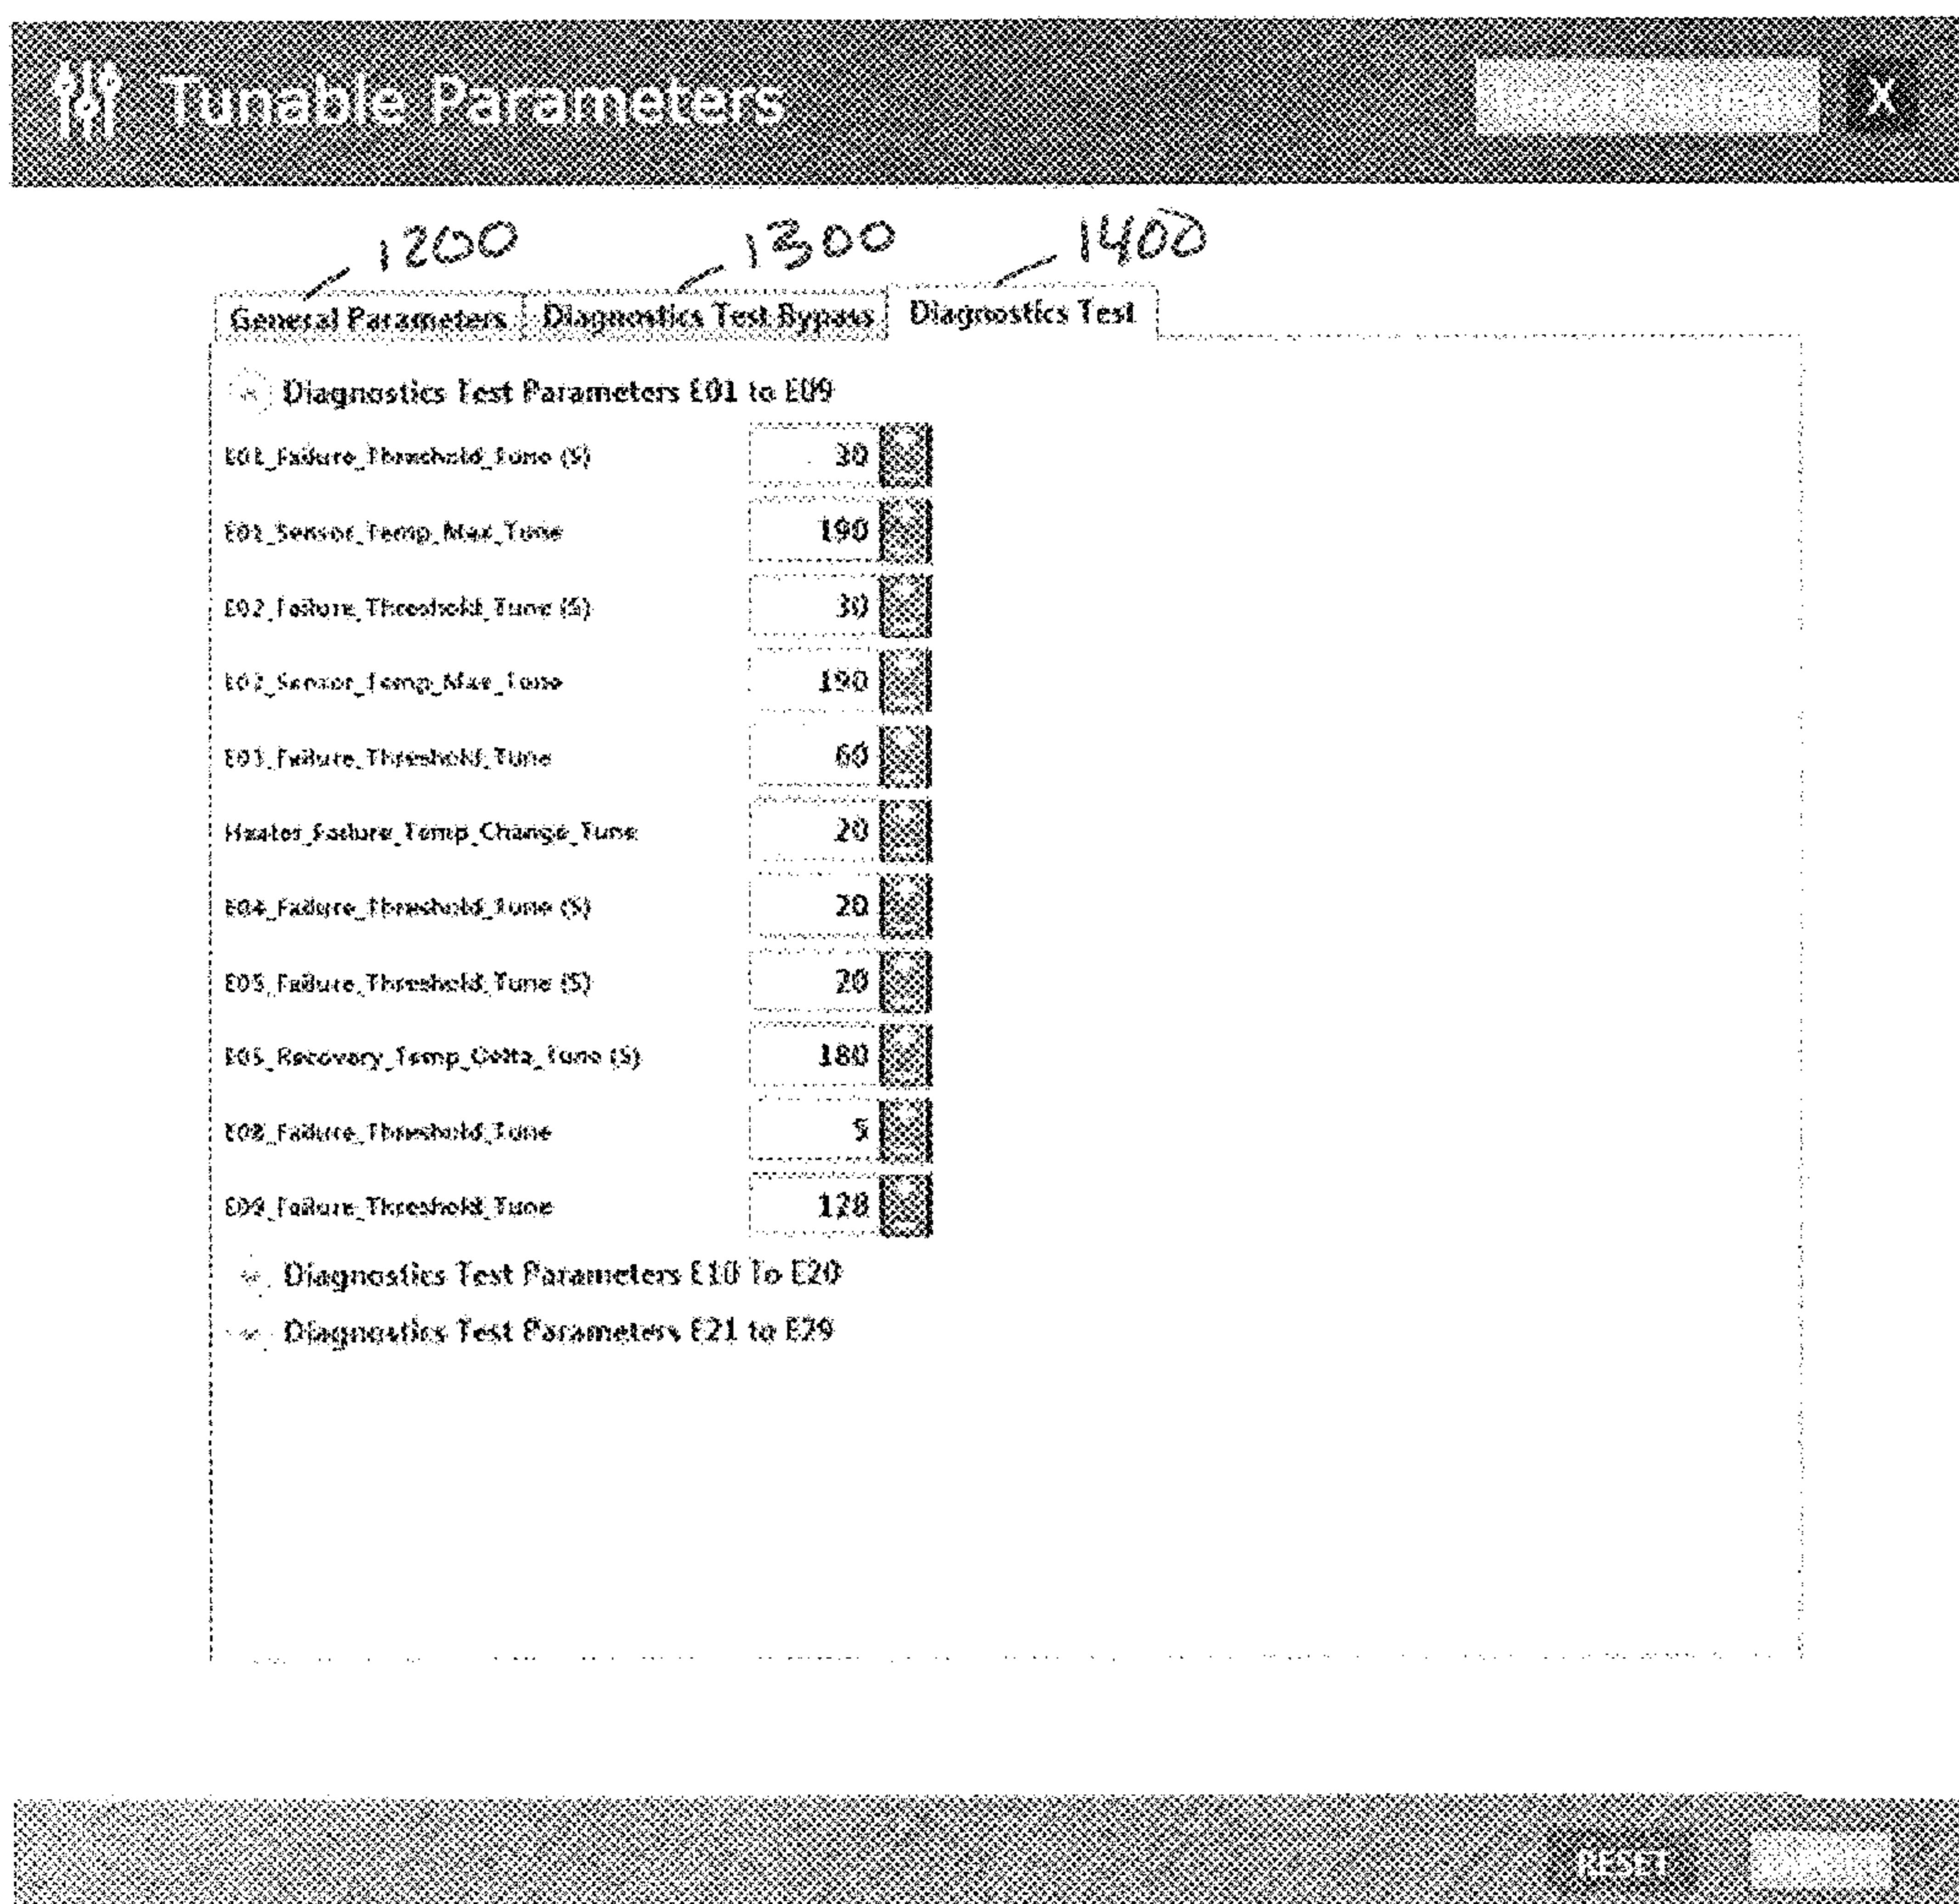 Tunable Parameters X
1200 1300 1400
General Parameters Diagnostics Test Bypass Diagnostics Test
Diagnostics Test Parameters E01 to E09
E01_Failure_Threshold_Tune (S) 30
E01_Sensor_Temp_Max_Tune 190
E02_Failure_Threshold_Tune (S) 30
E02_Sensor_Temp_Max_Tune 190
E03_Failure_Threshold_Tune 60
Heater_Failure_Temp_Change_Tune 20
E04_Failure_Threshold_Tune (S) 20
E05_Failure_Threshold_Tune (S) 20
E05_Recovery_Temp_Delta_Tune (S) 180
E08_Failure_Threshold_Tune 5
E09_Failure_Threshold_Tune 128
Diagnostics Test Parameters E10 To E20
Diagnostics Test Parameters E21 to E29
RESET